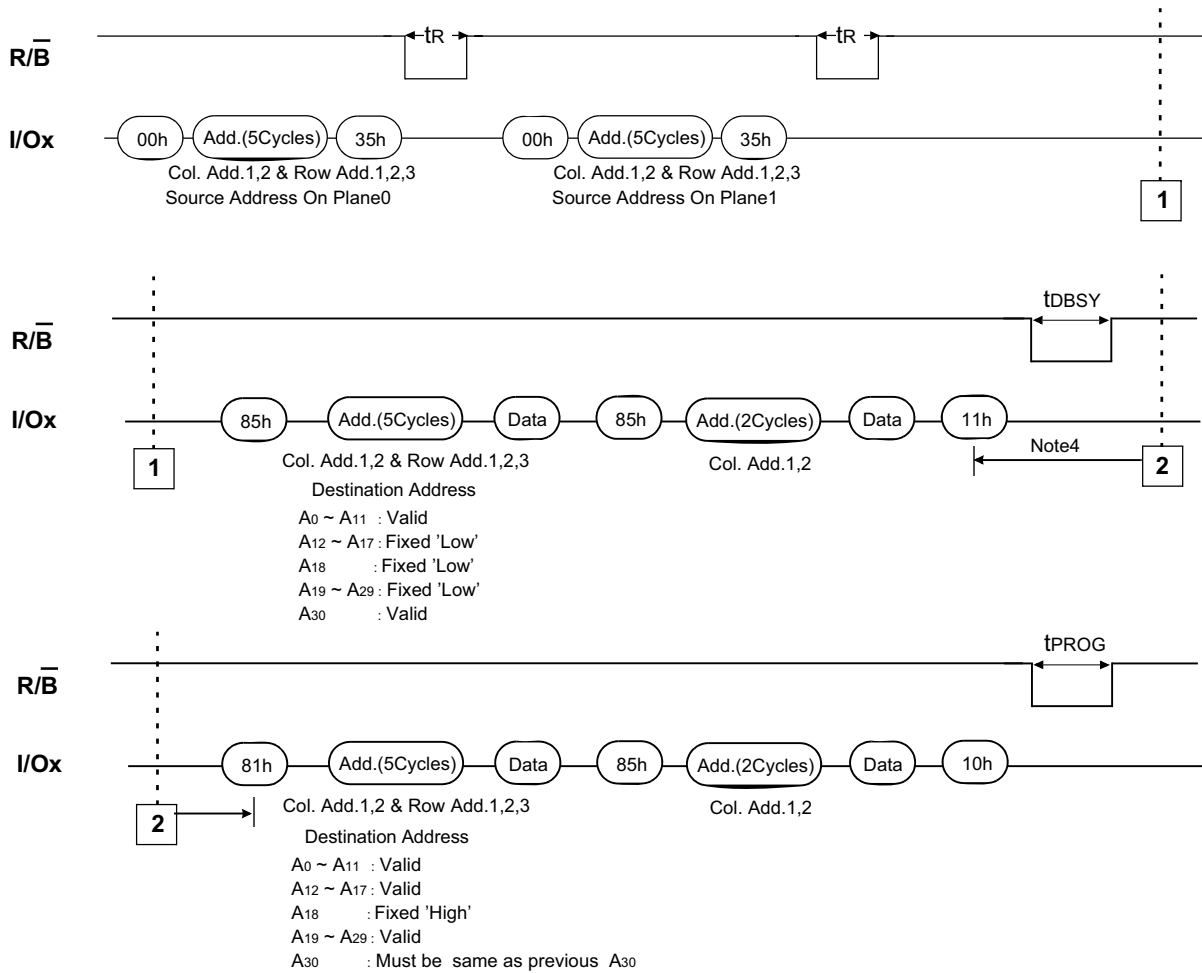 R/B tR tR
I/Ox 00h Add.(5Cycles) 35h 00h Add.(5Cycles) 35h
Col. Add.1,2 & Row Add.1,2,3 Col. Add.1,2 & Row Add.1,2,3
Source Address On Plane0 Source Address On Plane1
1
R/B tDBSY
I/Ox 85h Add.(5Cycles) Data 85h Add.(2Cycles) Data 11h
1 Col. Add.1,2 & Row Add.1,2,3 Col. Add.1,2 Note4 2
Destination Address
A0 ~ A11 : Valid
A12 ~ A17 : Fixed 'Low'
A18 : Fixed 'Low'
A19 ~ A29 : Fixed 'Low'
A30 : Valid
R/B tPROG
I/Ox 81h Add.(5Cycles) Data 85h Add.(2Cycles) Data 10h
2 Col. Add.1,2 & Row Add.1,2,3 Col. Add.1,2
Destination Address
A0 ~ A11 : Valid
A12 ~ A17 : Valid
A18 : Fixed 'High'
A19 ~ A29 : Valid
A30 : Must be same as previous A30